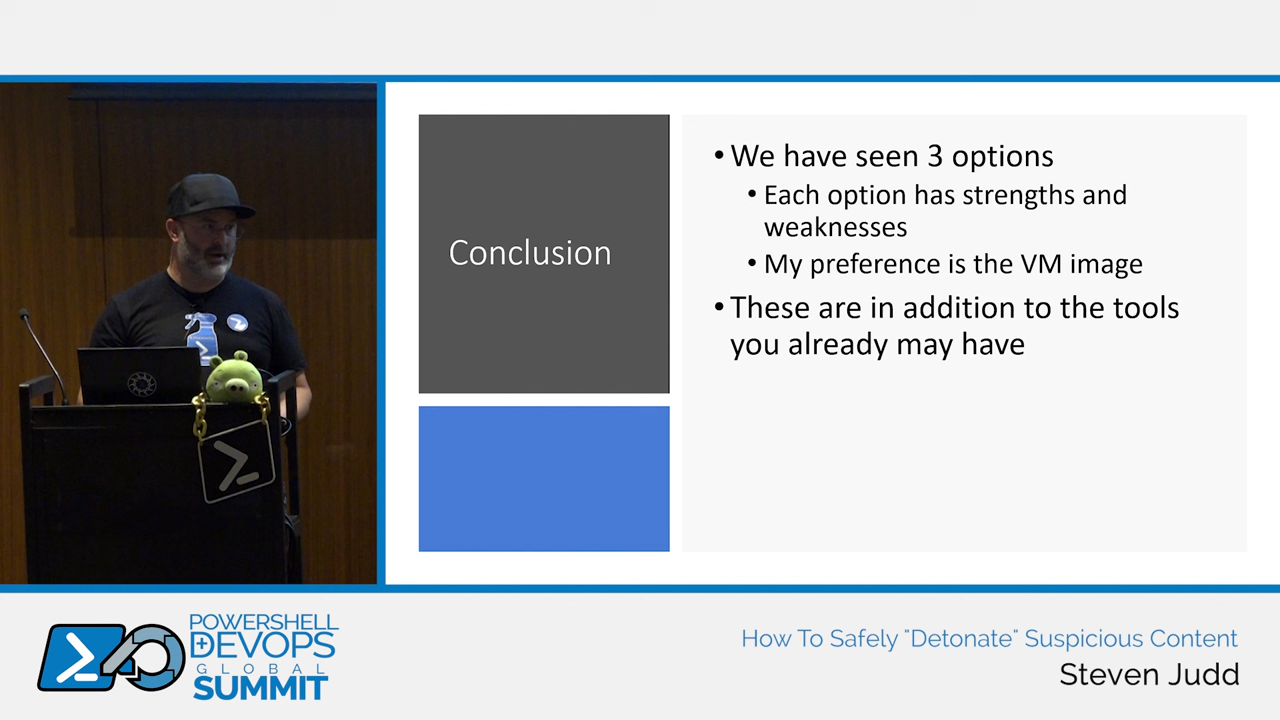 Conclusion
• We have seen 3 options
• Each option has strengths and
weaknesses
• My preference is the VM image
• These are in addition to the tools
you already may have
POWERSHELL
+DEVOPS
GLOBAL
SUMMIT
How To Safely "Detonate" Suspicious Content
Steven Judd